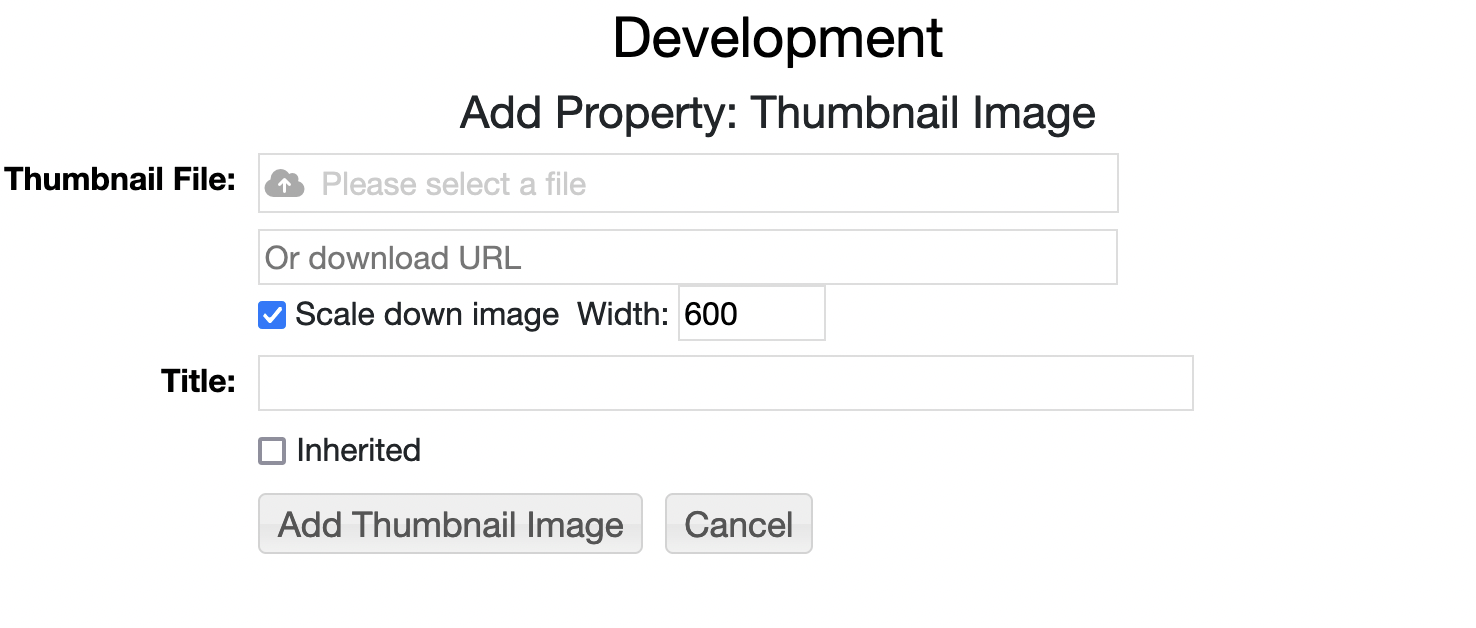 Development
Add Property: Thumbnail Image
Thumbnail File: Please select a file
Or download URL
Scale down image Width: 600
Title:
Inherited
Add Thumbnail Image Cancel